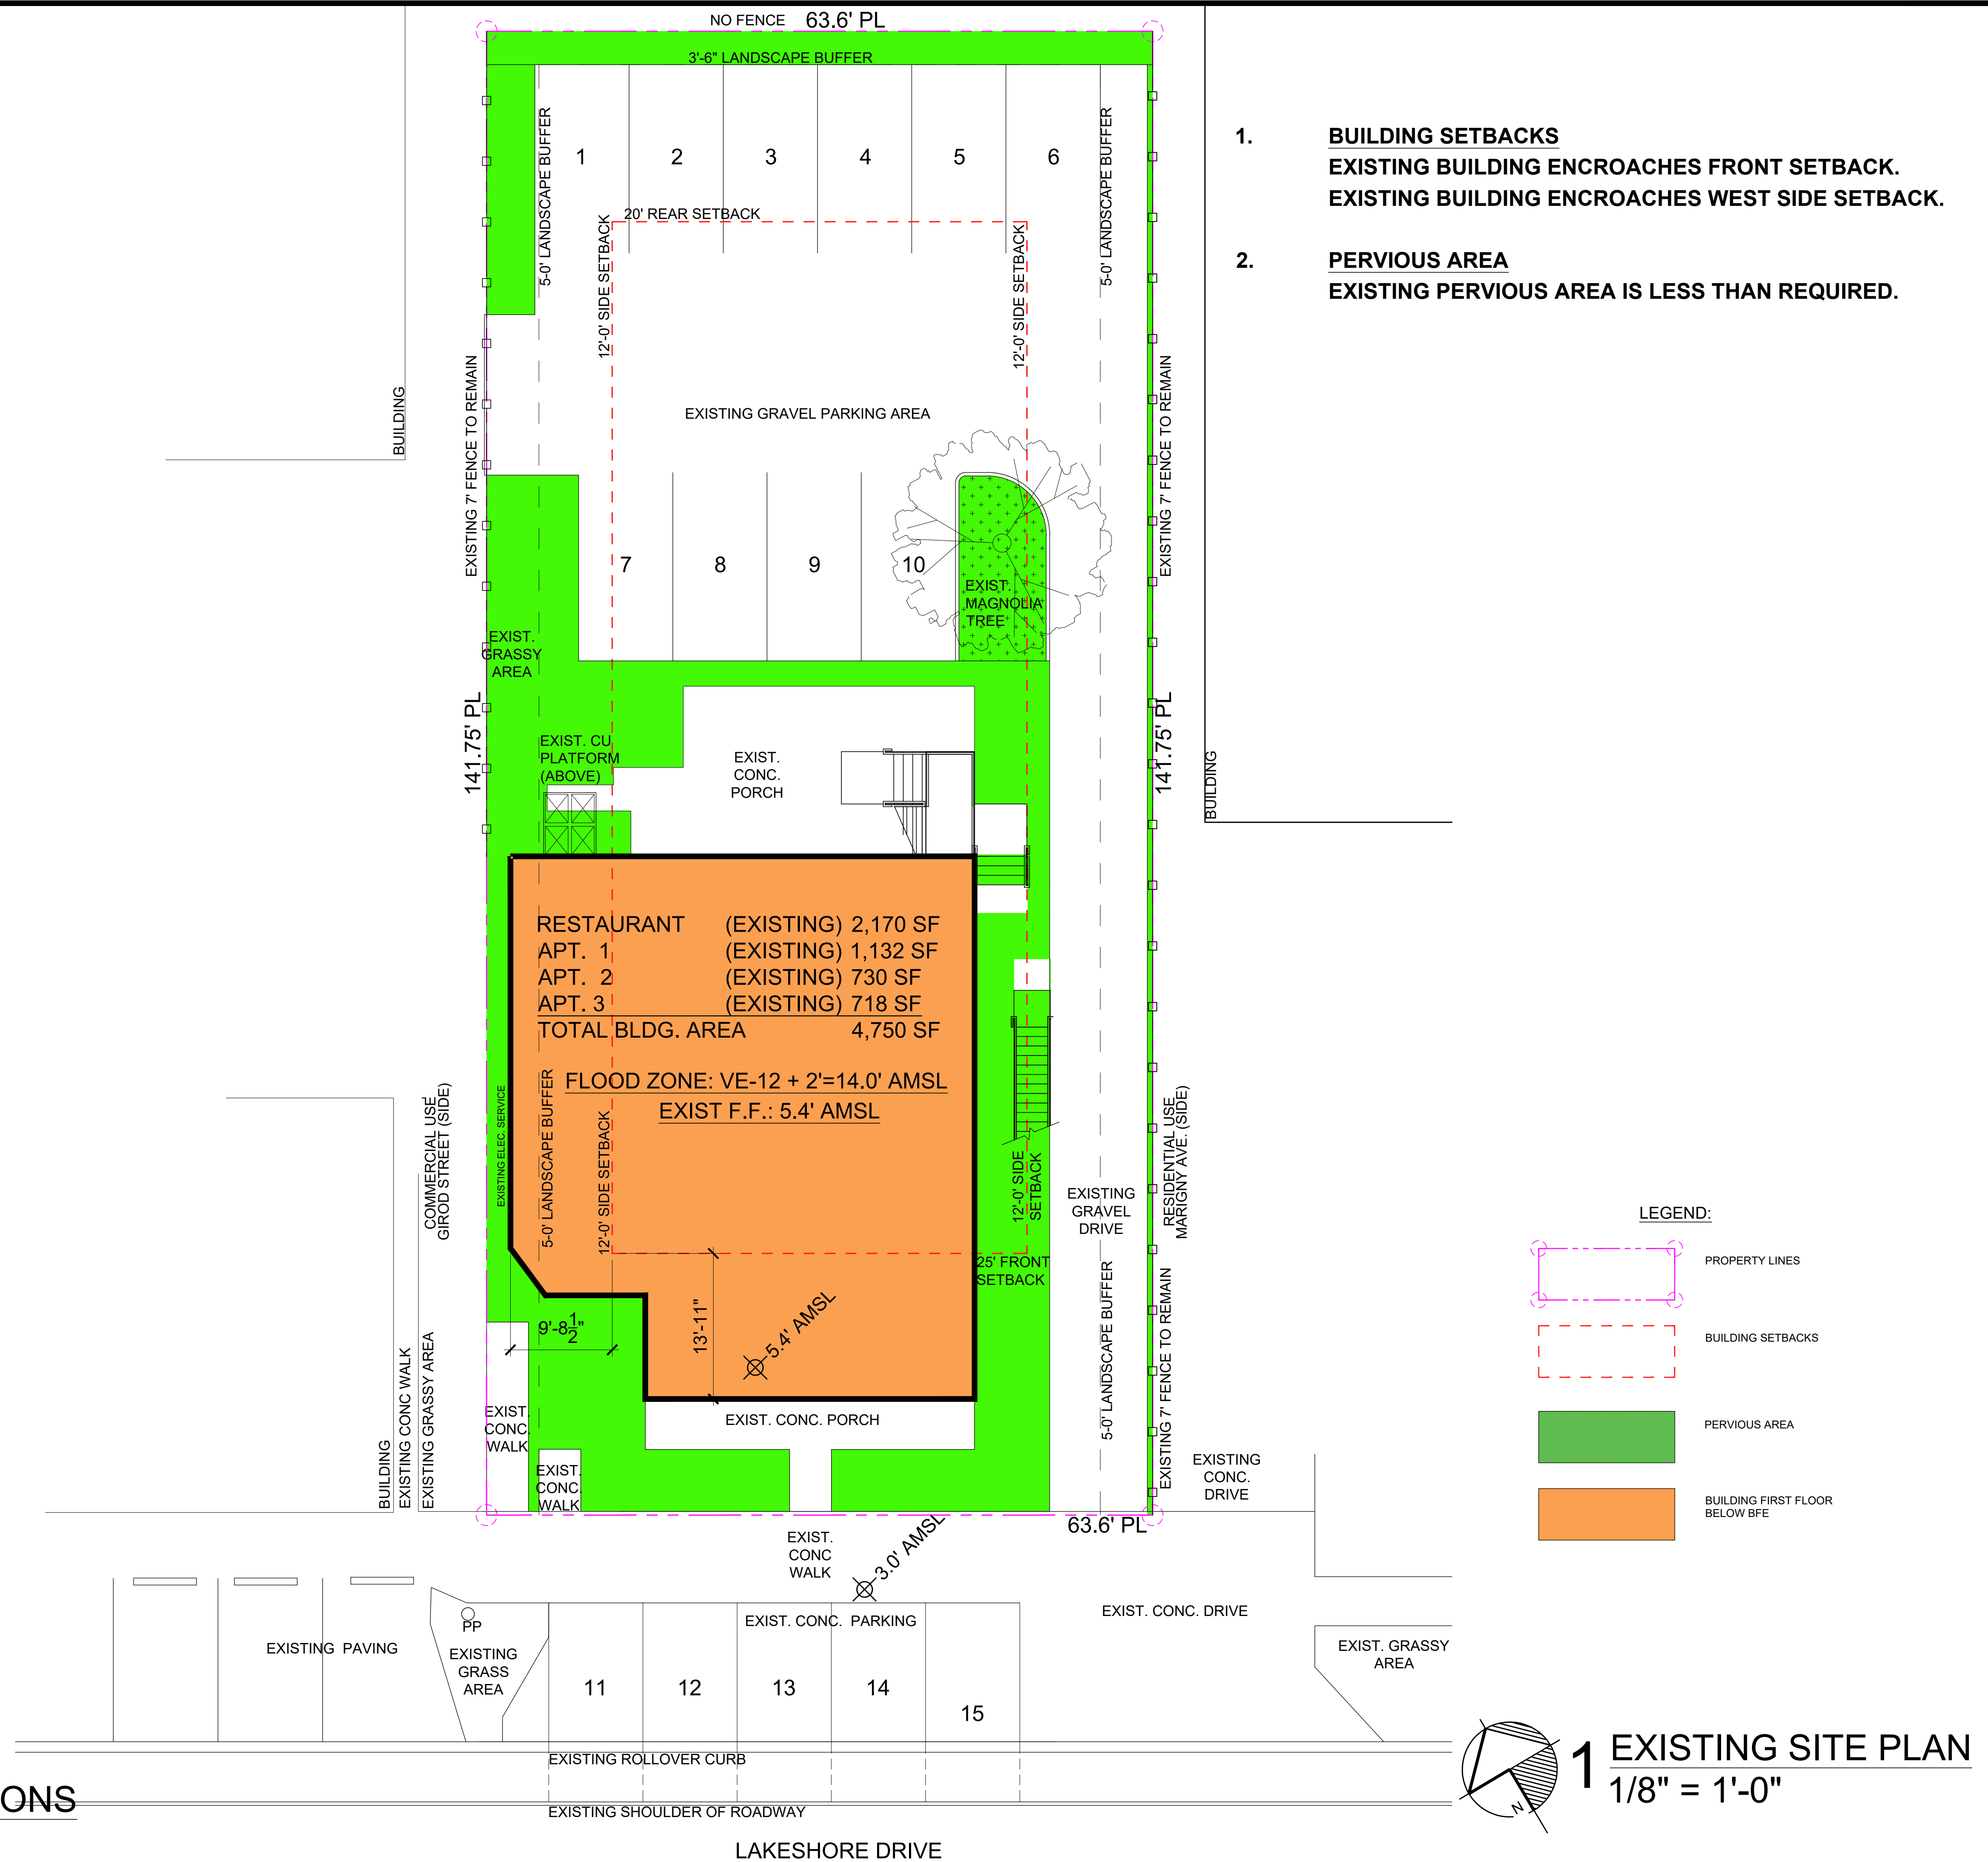 NO FENCE 63.6' PL
3'-6" LANDSCAPE BUFFER
5-0' LANDSCAPE BUFFER
1 2 3 4 5 6
5-0' LANDSCAPE BUFFER
20' REAR SETBACK
12'-0' SIDE SETBACK
12'-0' SIDE SETBACK
1. BUILDING SETBACKS
EXISTING BUILDING ENCROACHES FRONT SETBACK.
EXISTING BUILDING ENCROACHES WEST SIDE SETBACK.
2. PERVIOUS AREA
EXISTING PERVIOUS AREA IS LESS THAN REQUIRED.
BUILDING
EXISTING 7' FENCE TO REMAIN
EXISTING GRAVEL PARKING AREA
EXISTING 7' FENCE TO REMAIN
7 8 9 10
EXIST.
MAGNOLIA
TREE
EXIST.
GRASSY
AREA
141.75' PL
141.75' PL
BUILDING
EXIST. CU
PLATFORM
(ABOVE)
EXIST.
CONC.
PORCH
RESTAURANT (EXISTING) 2,170 SF
APT. 1 (EXISTING) 1,132 SF
APT. 2 (EXISTING) 730 SF
APT. 3 (EXISTING) 718 SF
TOTAL BLDG. AREA 4,750 SF
FLOOD ZONE: VE-12 + 2'=14.0' AMSL
EXIST F.F.: 5.4' AMSL
COMMERCIAL USE
GIROD STREET (SIDE)
EXISTING ELEC. SERVICE
5-0' LANDSCAPE BUFFER
12'-0' SIDE SETBACK
12'-0' SIDE
SETBACK
EXISTING
GRAVEL
DRIVE
RESIDENTIAL USE
MARIGNY AVE. (SIDE)
25' FRONT
SETBACK
9'-8 1/2"
13'-11"
5.4' AMSL
5-0' LANDSCAPE BUFFER
EXISTING 7' FENCE TO REMAIN
BUILDING
EXISTING CONC WALK
EXISTING GRASSY AREA
EXIST.
CONC.
WALK
EXIST. CONC. PORCH
EXIST.
CONC.
WALK
EXISTING
CONC.
DRIVE
63.6' PL
EXIST.
CONC
WALK
3.0' AMSL
LEGEND:
PROPERTY LINES
BUILDING SETBACKS
PERVIOUS AREA
BUILDING FIRST FLOOR
BELOW BFE
PP
EXISTING PAVING
EXISTING
GRASS
AREA
EXIST. CONC. PARKING
EXIST. CONC. DRIVE
EXIST. GRASSY
AREA
11 12 13 14 15
EXISTING ROLLOVER CURB
EXISTING SHOULDER OF ROADWAY
LAKESHORE DRIVE
ONS
N
1 EXISTING SITE PLAN
1/8" = 1'-0"